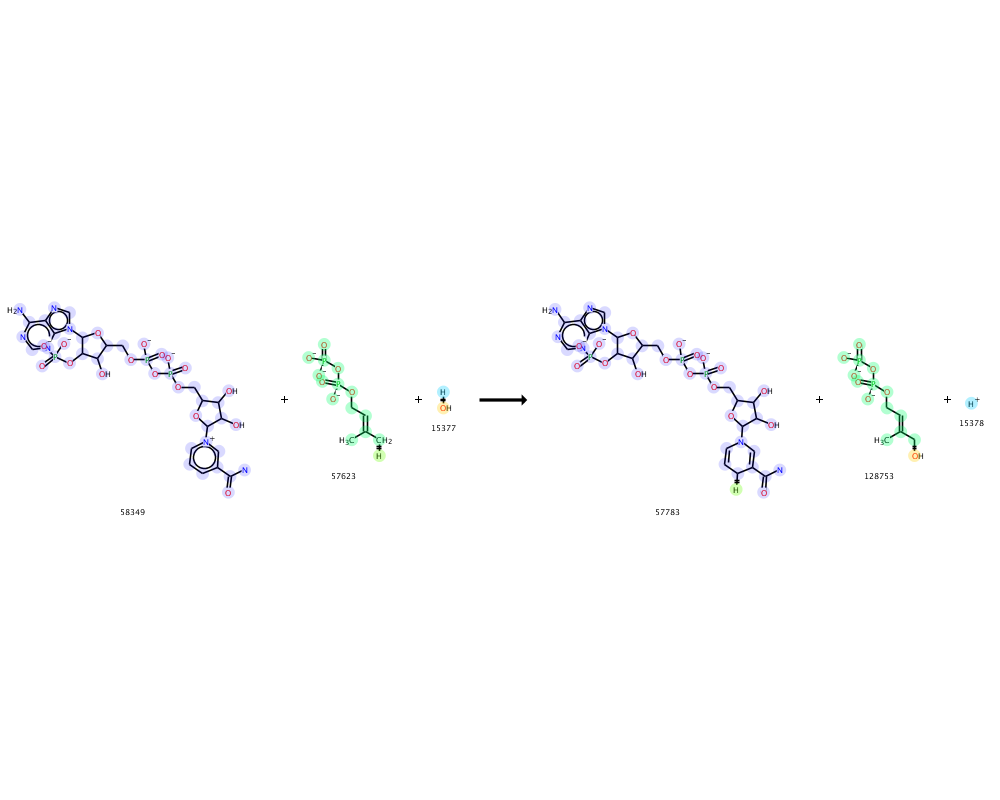 H₂N N N N N O O⁻ O⁻ P O⁻ O O OH O P O⁻ O O P O⁻ O O OH O OH N⁺ N O
58349
+
O O⁻ P O O⁻ O P O⁻ O H₃C CH₂ H
57623
+
H OH
15377
H₂N N N N N O O⁻ O⁻ P O O OH O P O⁻ O O P O⁻ O O OH O OH N N O H
57783
+
O O⁻ P O O⁻ O P O⁻ O H₃C OH
128753
+
H⁺
15378